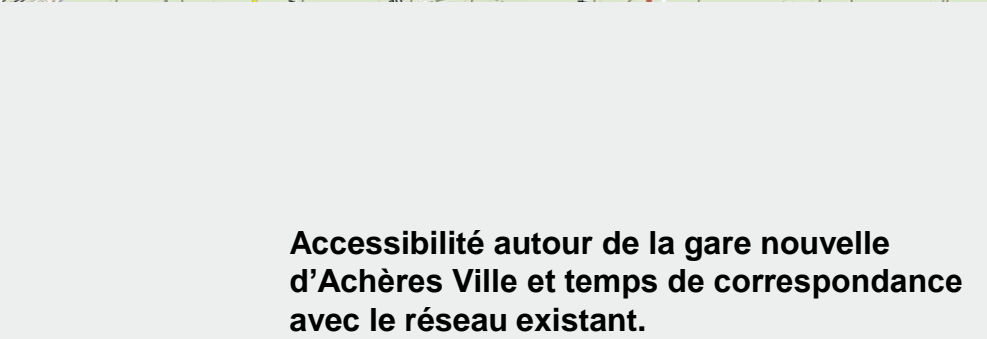 Accessibilité autour de la gare nouvelle
d’Achères Ville et temps de correspondance
avec le réseau existant.